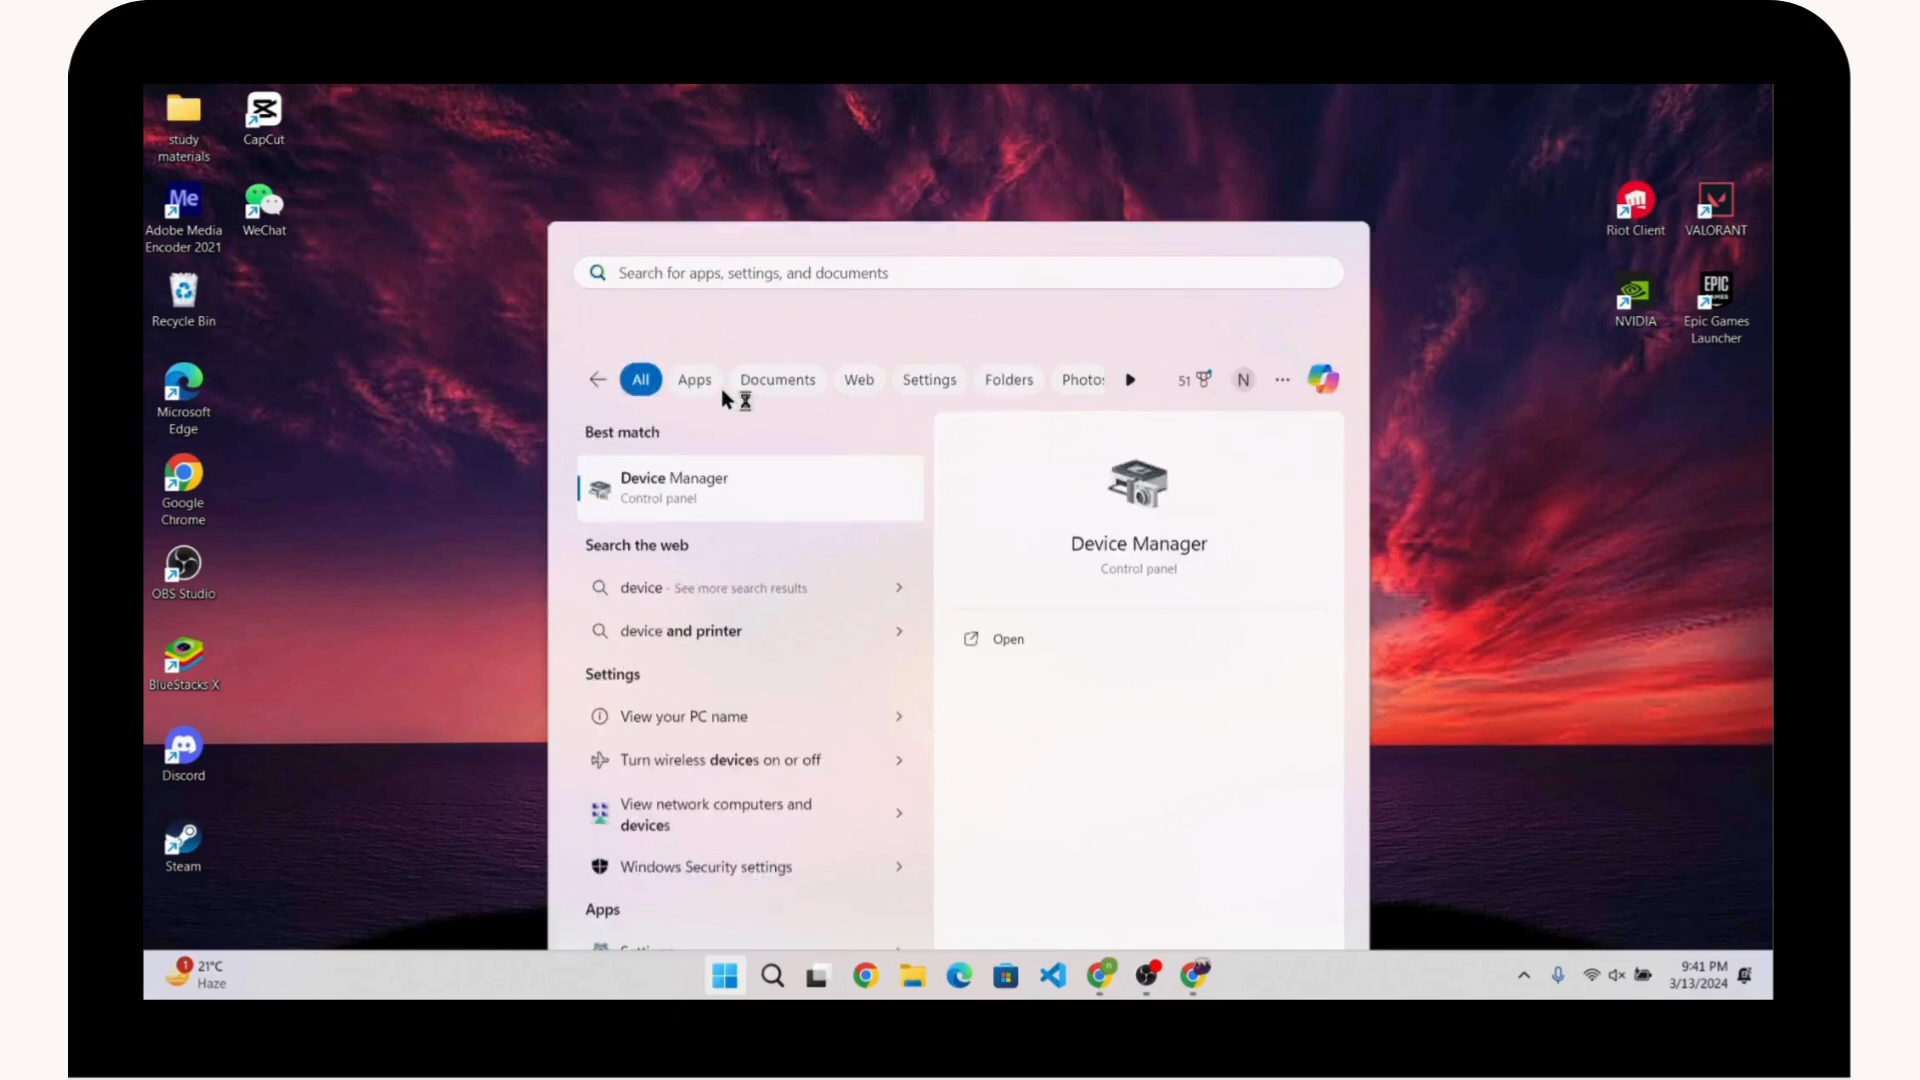 study
materials
CapCut
Me
Adobe Media
Encoder 2021
WeChat
Recycle Bin
Microsoft
Edge
Google
Chrome
OBS Studio
BlueStacks X
Discord
Steam
Riot Client
VALORANT
NVIDIA
EPIC
GAMES
Epic Games
Launcher
Search for apps, settings, and documents
All Apps Documents Web Settings Folders Photos 51 N ...
Best match
Device Manager
Control panel
Search the web
device - See more search results
device and printer
Settings
View your PC name
Turn wireless devices on or off
View network computers and
devices
Windows Security settings
Apps
Device Manager
Control panel
Open
1
21°C
Haze
n
9:41 PM
3/13/2024